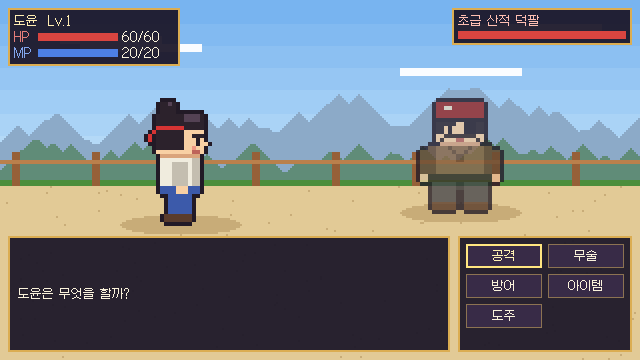 도윤 Lv.1
HP 60/60
MP 20/20
초급 산적 덕팔
도윤은 무엇을 할까?
공격 무술
방어 아이템
도주